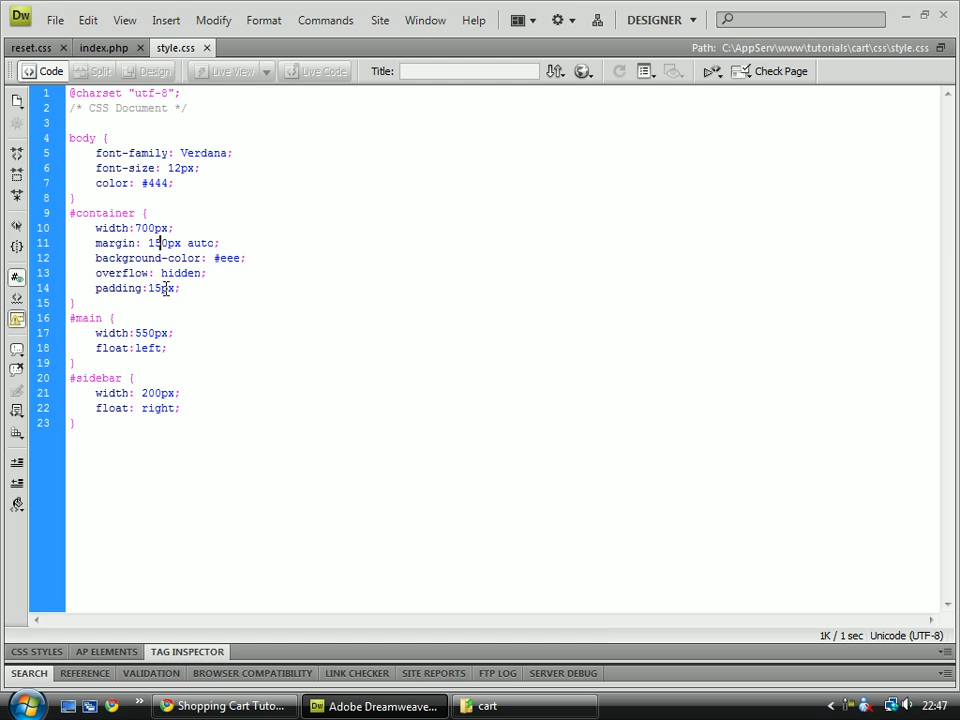 Dw File Edit View Insert Modify Format Commands Site Window Help DESIGNER
reset.css index.php style.css Path: C:\AppServ\www\tutorials\cart\css\style.css
Code Split Design Live View Live Code Title: Check Page
1 @charset "utf-8";
2 /* CSS Document */
3
4 body {
5 font-family: Verdana;
6 font-size: 12px;
7 color: #444;
8 }
9 #container {
10 width:700px;
11 margin: 150px auto;
12 background-color: #eee;
13 overflow: hidden;
14 padding:15px;
15 }
16 #main {
17 width:550px;
18 float:left;
19 }
20 #sidebar {
21 width: 200px;
22 float: right;
23 }
1K / 1 sec Unicode (UTF-8)
CSS STYLES AP ELEMENTS TAG INSPECTOR
SEARCH REFERENCE VALIDATION BROWSER COMPATIBILITY LINK CHECKER SITE REPORTS FTP LOG SERVER DEBUG
Shopping Cart Tuto... Dw Adobe Dreamweave... cart 22:47